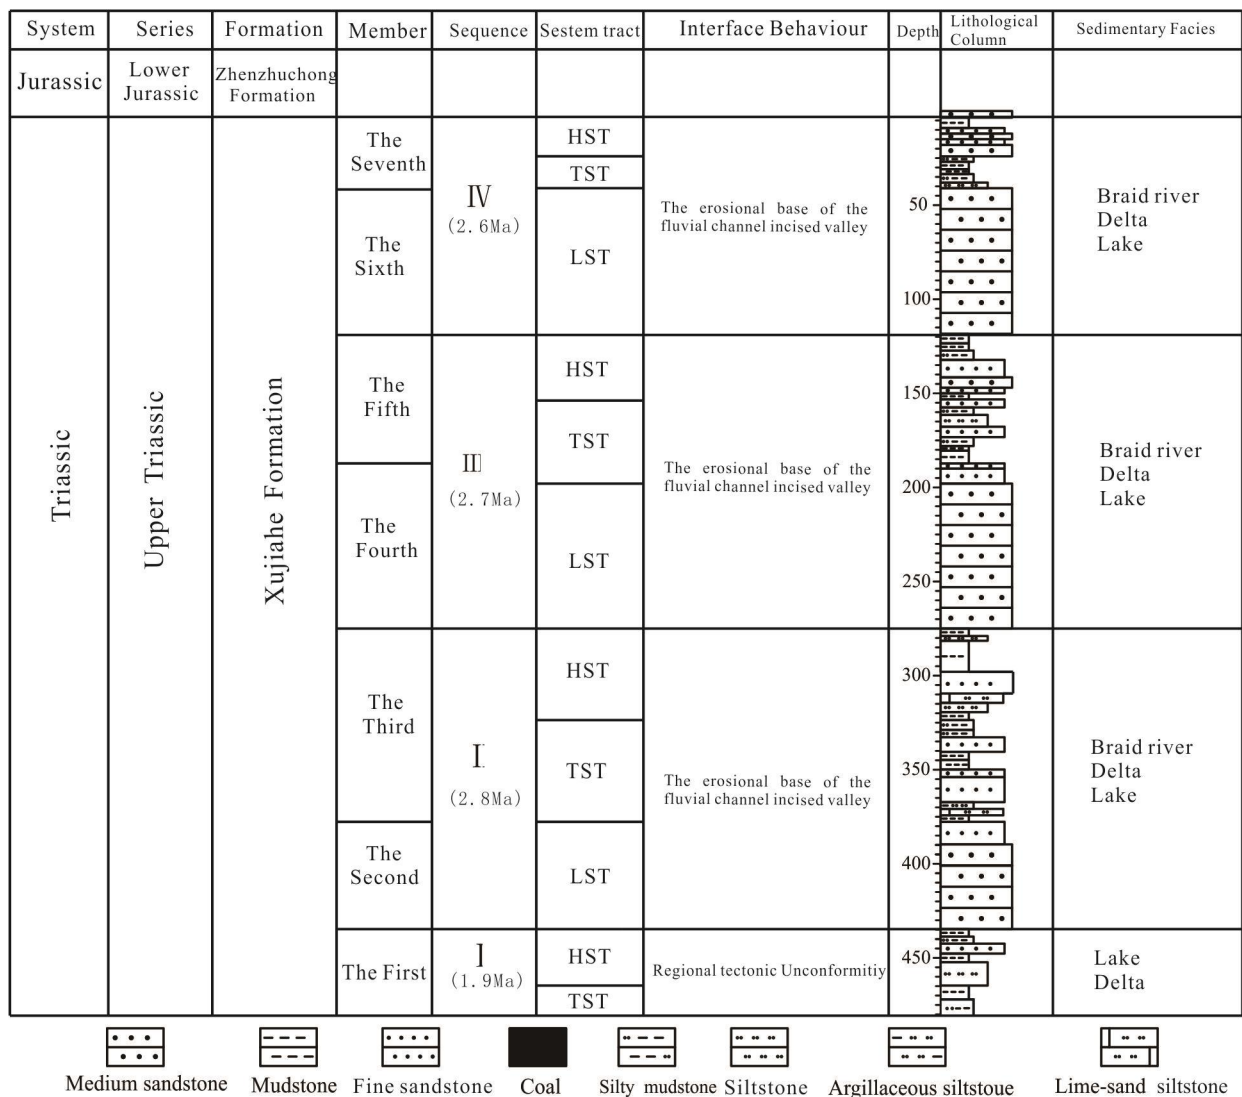 System Series Formation Member Sequence Sestem tract Interface Behaviour Depth Lithological Column Sedimentary Facies
Jurassic
Lower
Jurassic
Zhenzhuchong
Formation
Triassic
Upper Triassic
Xujiahe Formation
The
Seventh
The
Sixth
The
Fifth
The
Fourth
The
Third
The
Second
The First
IV
(2.6Ma)
III
(2.7Ma)
I
(2.8Ma)
I
(1.9Ma)
HST
TST
LST
HST
TST
LST
HST
TST
LST
HST
TST
The erosional base of the
fluvial channel incised valley
The erosional base of the
fluvial channel incised valley
The erosional base of the
fluvial channel incised valley
Regional tectonic Unconformitiy
50
100
150
200
250
300
350
400
450
Braid river
Delta
Lake
Braid river
Delta
Lake
Braid river
Delta
Lake
Lake
Delta
Medium sandstone Mudstone Fine sandstone Coal Silty mudstone Siltstone Argillaceous siltstoue Lime-sand siltstone